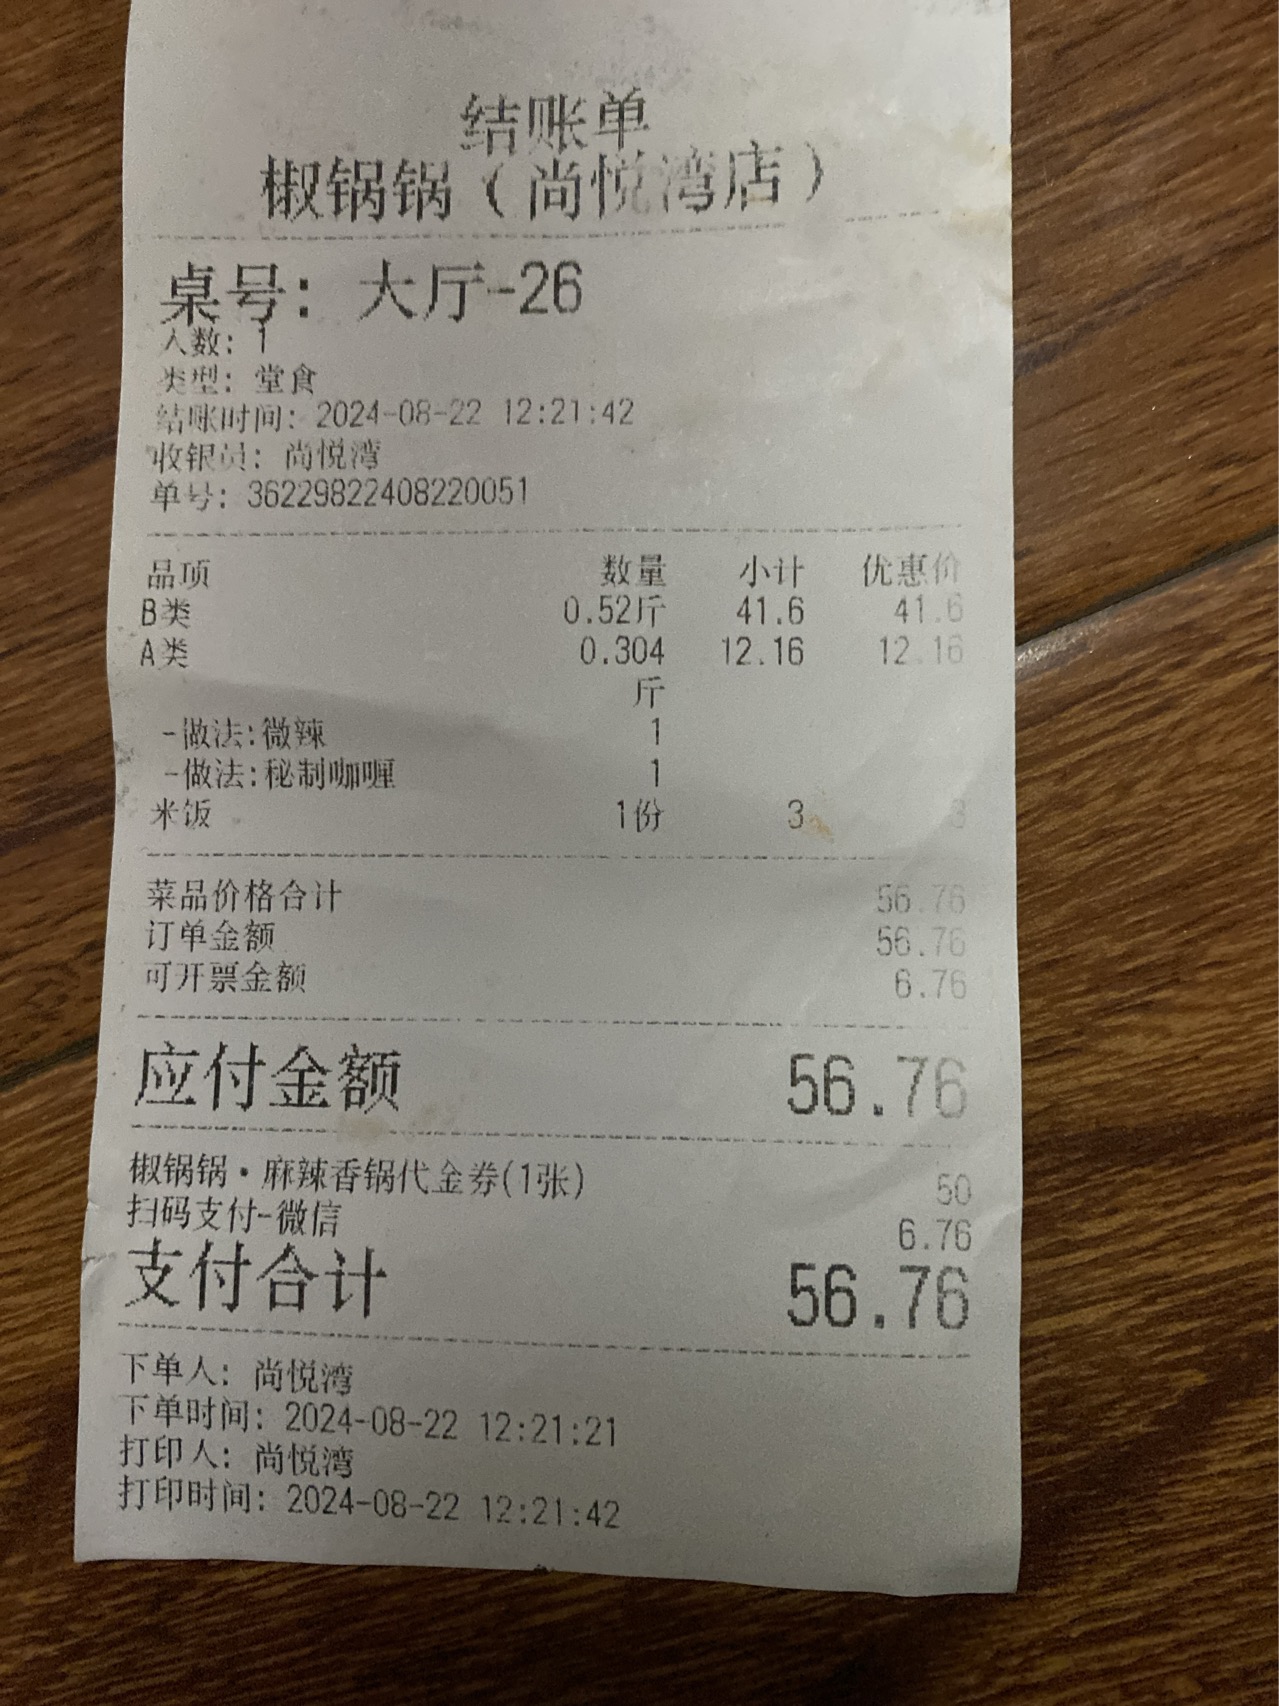 结账单
椒锅锅（尚悦湾店）
桌号：大厅-26
人数：1
类型：堂食
结账时间：2024-08-22 12:21:42
收银员：尚悦湾
单号：36229822408220051
品项 数量 小计 优惠价
B类 0.52斤 41.6 41.6
A类 0.304 12.16 12.16
斤
-做法:微辣 1
-做法:秘制咖喱 1
米饭 1份 3 3
菜品价格合计 56.76
订单金额 56.76
可开票金额 6.76
应付金额 56.76
椒锅锅·麻辣香锅代金券(1张) 50
扫码支付-微信 6.76
支付合计 56.76
下单人：尚悦湾
下单时间：2024-08-22 12:21:21
打印人：尚悦湾
打印时间：2024-08-22 12:21:42